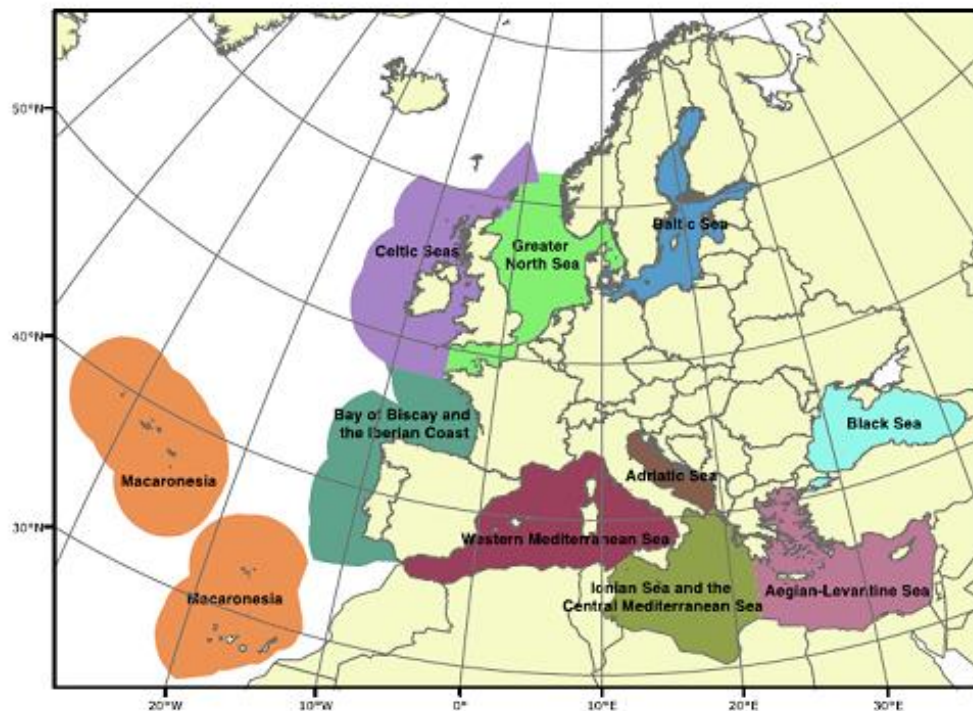 50°N
Celtic Seas
Greater
North Sea
Balt c Sea
40°N
Bay of Biscay and
the Iberian Coast
Black Sea
Macaronesia
Adriatic Sea
30°N
Western Mediterranean Sea
Macaronesia
Ionian Sea and the
Central Mediterranean Sea
Aegian-Levantine Sea
20°W
10°W
0°
10°E
20°E
30°E